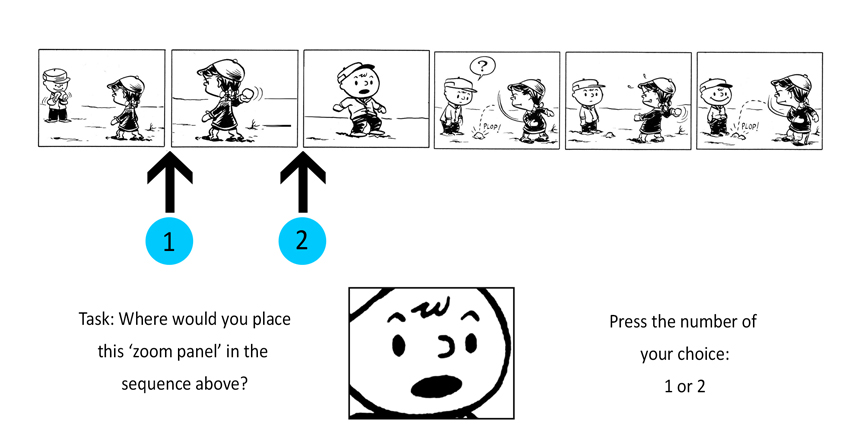 ?
PLOP!
PLOP!
1
2
Task: Where would you place
this ‘zoom panel’ in the
sequence above?
Press the number of
your choice:
1 or 2